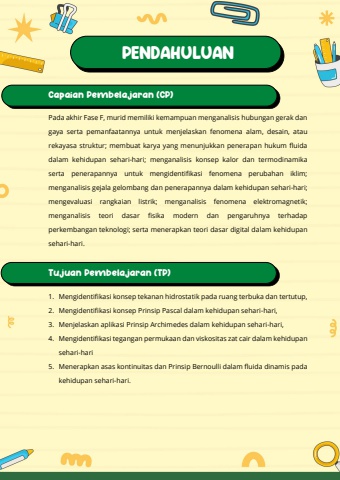 PENDAHULUAN
Capaian Pembelajaran (CP)
Pada akhir Fase F, murid memiliki kemampuan menganalisis hubungan gerak dan
gaya serta pemanfaatannya untuk menjelaskan fenomena alam, desain, atau
rekayasa struktur; membuat karya yang menunjukkan penerapan hukum fluida
dalam kehidupan sehari-hari; menganalisis konsep kalor dan termodinamika
serta penerapannya untuk mengidentifikasi fenomena perubahan iklim;
menganalisis gejala gelombang dan penerapannya dalam kehidupan sehari-hari;
mengevaluasi rangkaian listrik; menganalisis fenomena elektromagnetik;
menganalisis teori dasar fisika modern dan pengaruhnya terhadap
perkembangan teknologi; serta menerapkan teori dasar digital dalam kehidupan
sehari-hari.
Tujuan Pembelajaran (TP)
1. Mengidentifikasi konsep tekanan hidrostatik pada ruang terbuka dan tertutup,
2. Mengidentifikasi konsep Prinsip Pascal dalam kehidupan sehari-hari,
3. Menjelaskan aplikasi Prinsip Archimedes dalam kehidupan sehari-hari,
4. Mengidentifikasi tegangan permukaan dan viskositas zat cair dalam kehidupan
sehari-hari
5. Menerapkan asas kontinuitas dan Prinsip Bernoulli dalam fluida dinamis pada
kehidupan sehari-hari.